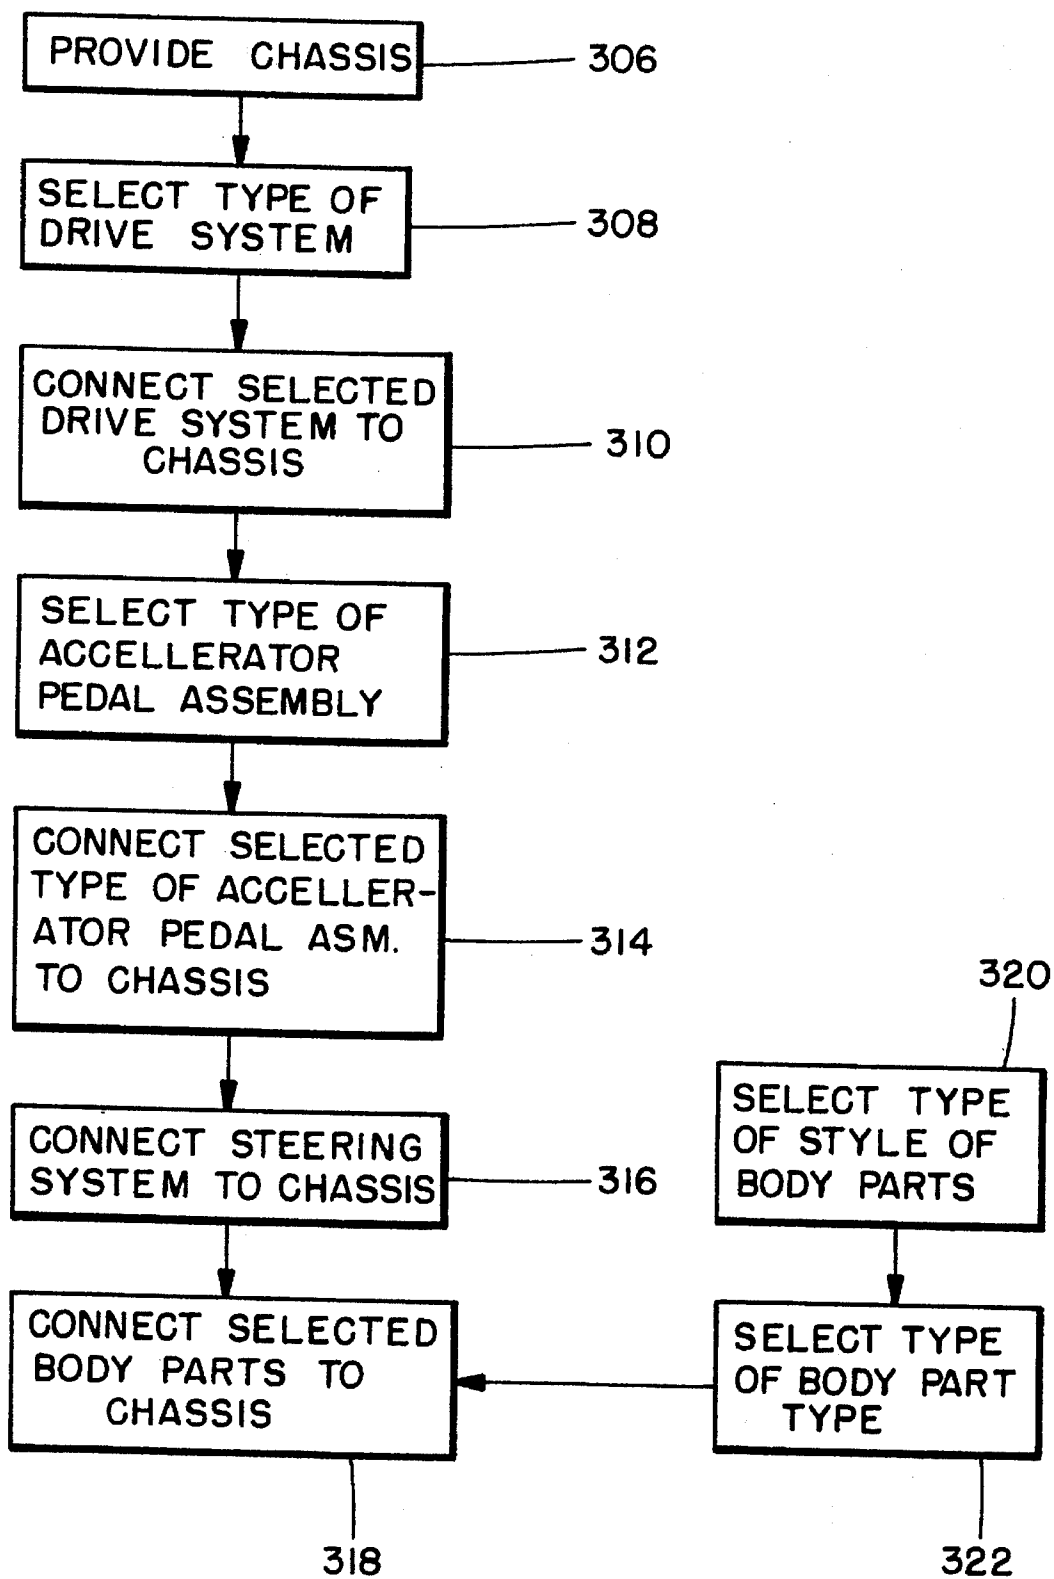 PROVIDE CHASSIS
306
SELECT TYPE OF
DRIVE SYSTEM
308
CONNECT SELECTED
DRIVE SYSTEM TO
CHASSIS
310
SELECT TYPE OF
ACCELLERATOR
PEDAL ASSEMBLY
312
CONNECT SELECTED
TYPE OF ACCELLER-
ATOR PEDAL ASM.
TO CHASSIS
314
CONNECT STEERING
SYSTEM TO CHASSIS
316
CONNECT SELECTED
BODY PARTS TO
CHASSIS
318
320
SELECT TYPE
OF STYLE OF
BODY PARTS
SELECT TYPE
OF BODY PART
TYPE
322